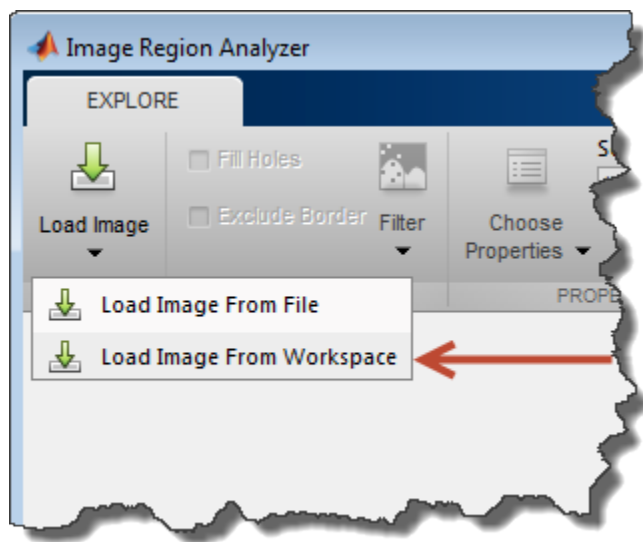 Image Region Analyzer
EXPLORE
Load Image
Fill Holes
Exclude Border
Filter
Choose
Properties
Load Image From File
Load Image From Workspace